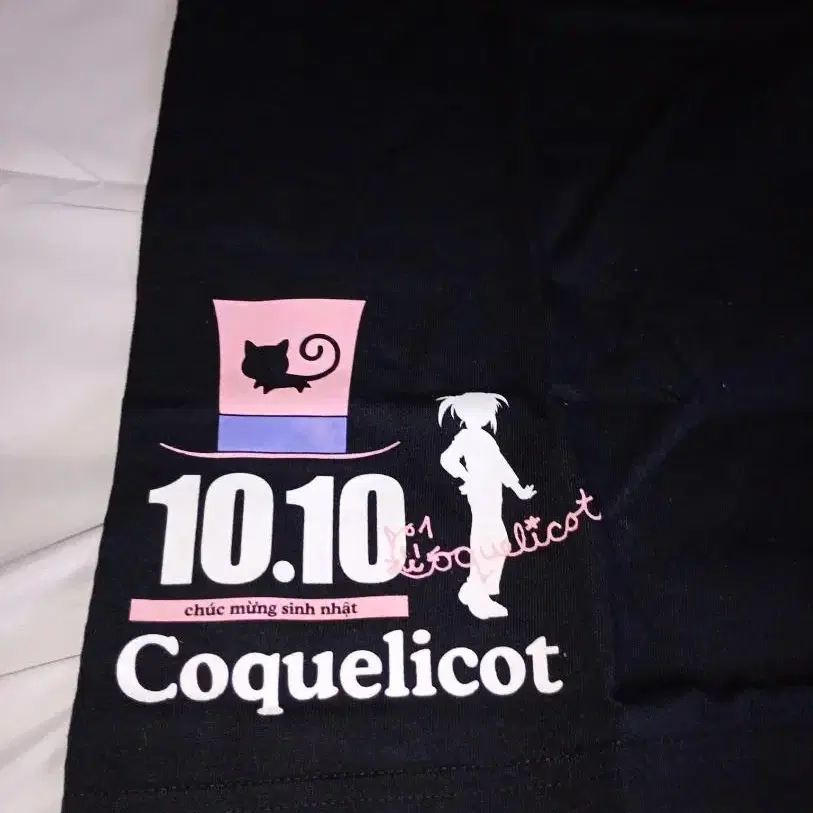 10.10
Coquelicot
chúc mừng sinh nhật
Coquelicot